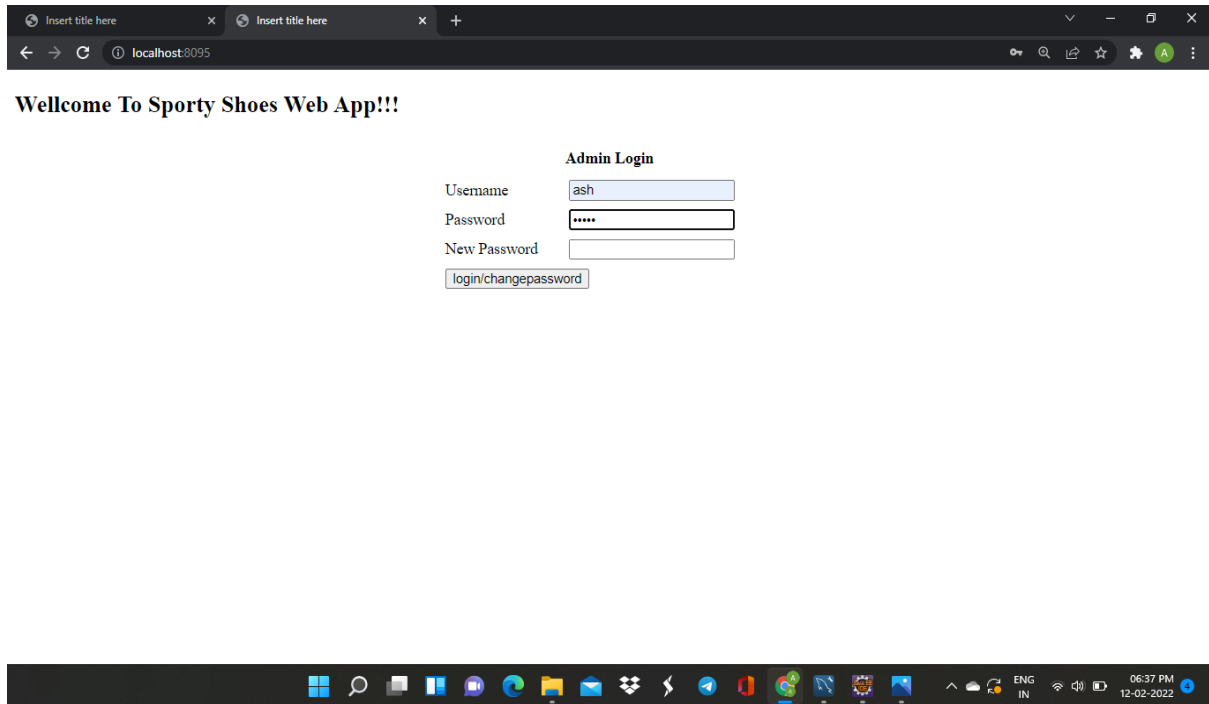 Insert title here
Insert title here
localhost:8095
A
Wellcome To Sporty Shoes Web App!!!
Admin Login
Username ash
Password •••••
New Password
login/changepassword
ENG
IN
06:37 PM
12-02-2022
4